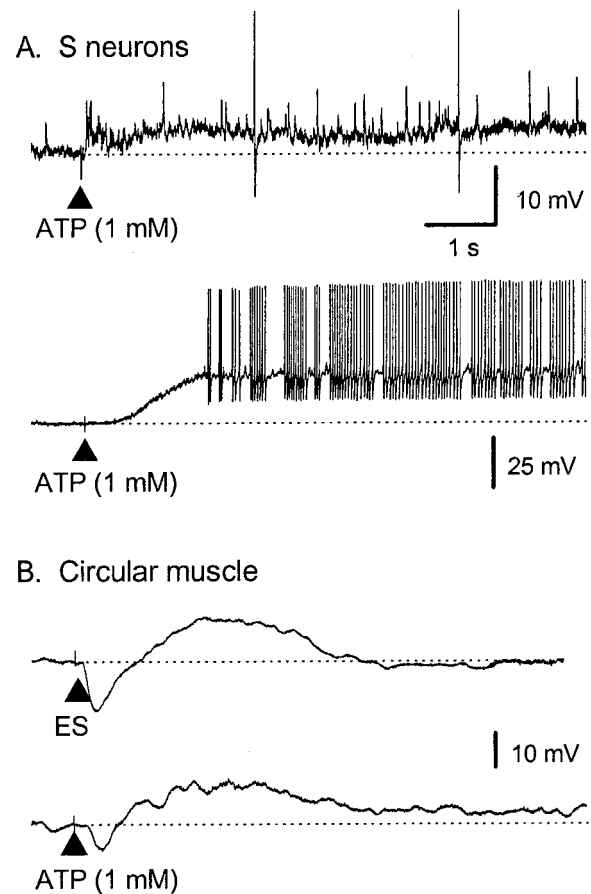 A. S neurons
10 mV
ATP (1 mM)
1 s
ATP (1 mM)
25 mV
B. Circular muscle
ES
10 mV
ATP (1 mM)